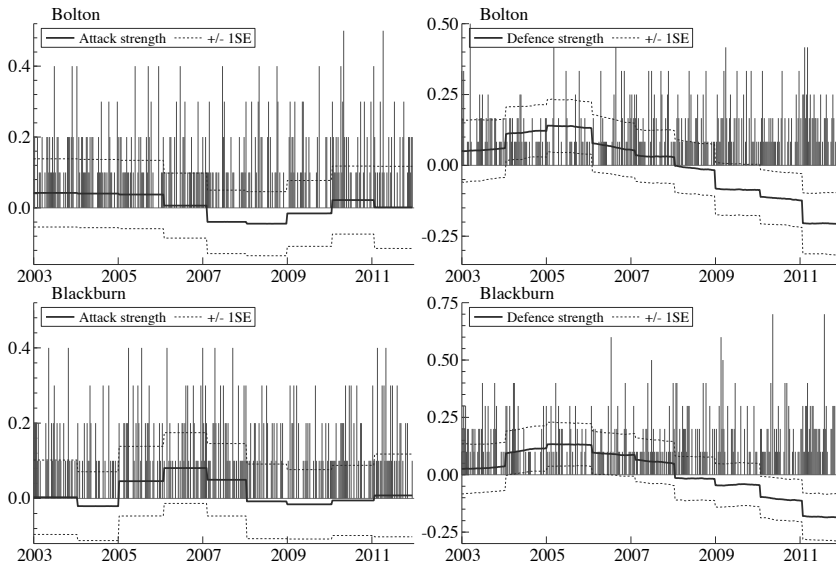 Bolton
Attack strength +/- 1SE
0.4
0.2
0.0
2003 2005 2007 2009 2011
Bolton
Defence strength +/- 1SE
0.50
0.25
0.00
-0.25
2003 2005 2007 2009 2011
Blackburn
Attack strength +/- 1SE
0.4
0.2
0.0
2003 2005 2007 2009 2011
Blackburn
Defence strength +/- 1SE
0.75
0.50
0.25
0.00
-0.25
2003 2005 2007 2009 2011